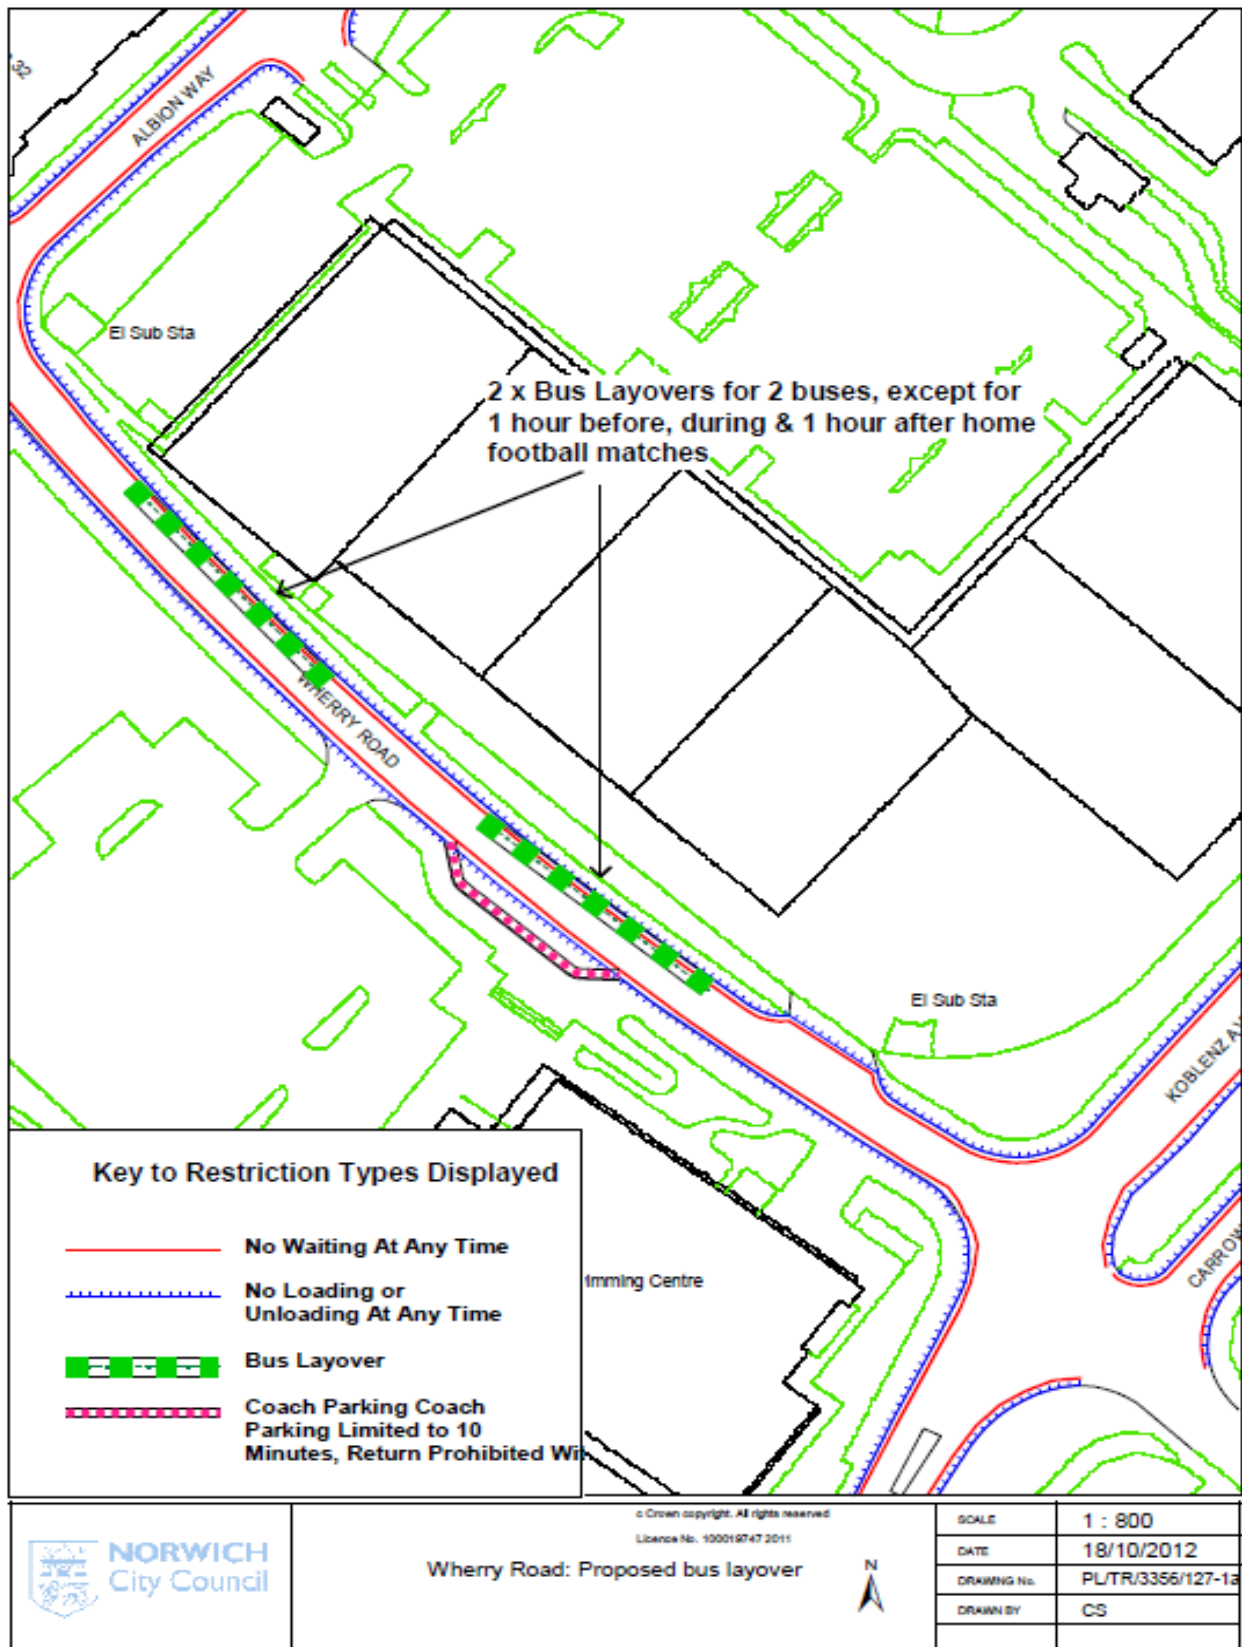 32
ALBION WAY
El Sub Sta
2 x Bus Layovers for 2 buses, except for
1 hour before, during & 1 hour after home
football matches
WHERRY ROAD
El Sub Sta
KOBLENZ AV
CARROW
imming Centre
Key to Restriction Types Displayed
No Waiting At Any Time
No Loading or
Unloading At Any Time
Bus Layover
Coach Parking Coach
Parking Limited to 10
Minutes, Return Prohibited Wi
NORWICH
City Council
c Crown copyright. All rights reserved
Licence No. 100019747 2011
Wherry Road: Proposed bus layover
N
SCALE 1 : 800
DATE 18/10/2012
DRAWING No. PL/TR/3356/127-1a
DRAWN BY CS